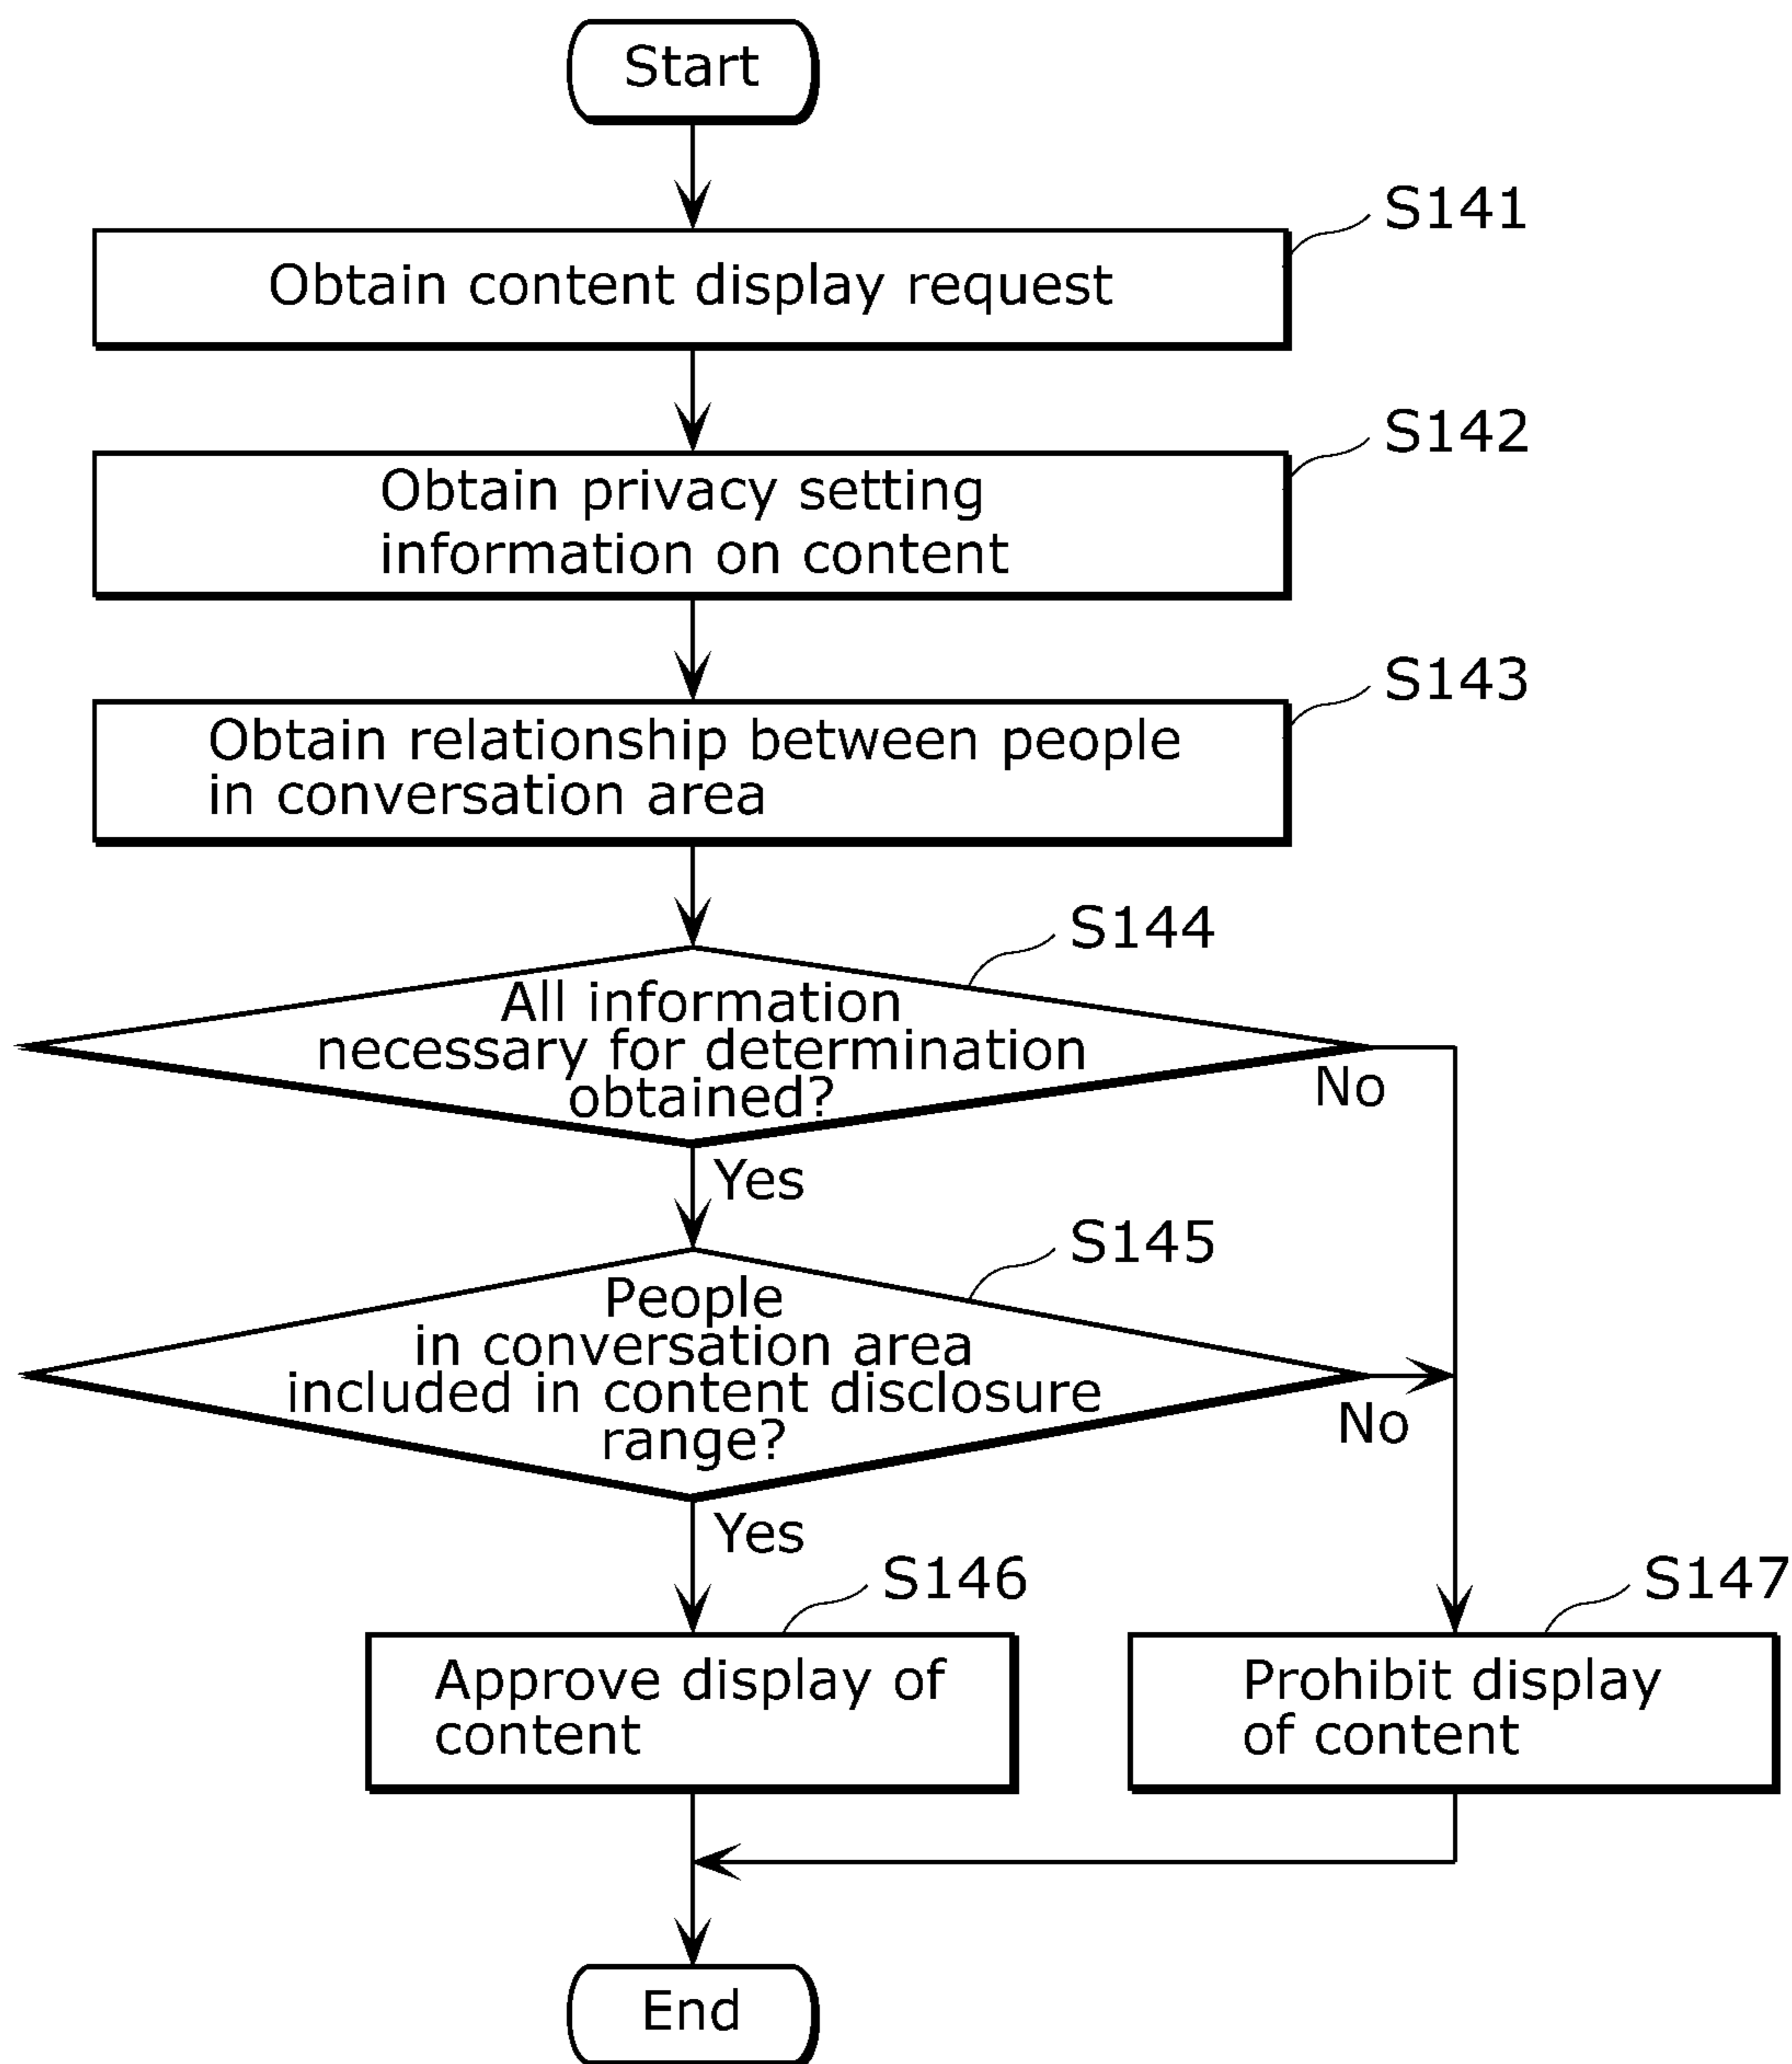 Start
S141
Obtain content display request
S142
Obtain privacy setting
information on content
S143
Obtain relationship between people
in conversation area
S144
All information
necessary for determination
obtained?
No
Yes
S145
People
in conversation area
included in content disclosure
range?
No
Yes
S146
Approve display of
content
S147
Prohibit display
of content
End